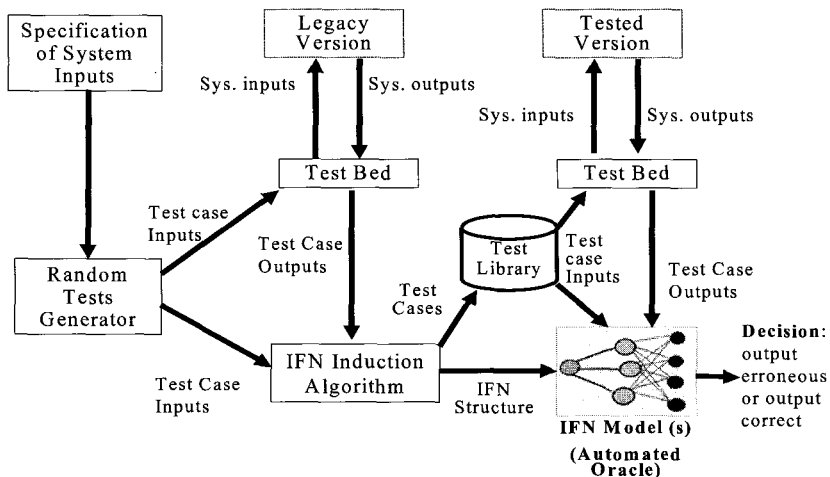 Specification
of System
Inputs
Legacy
Version
Tested
Version
Sys. inputs
Sys. outputs
Sys. inputs
Sys. outputs
Test Bed
Test Bed
Test case
Inputs
Test Case
Outputs
Test
Library
Test
case
Inputs
Test Case
Outputs
Random
Tests
Generator
Test
Cases
IFN Induction
Algorithm
Test Case
Inputs
IFN
Structure
Decision:
output
erroneous
or output
correct
IFN Model (s)
(Automated
Oracle)